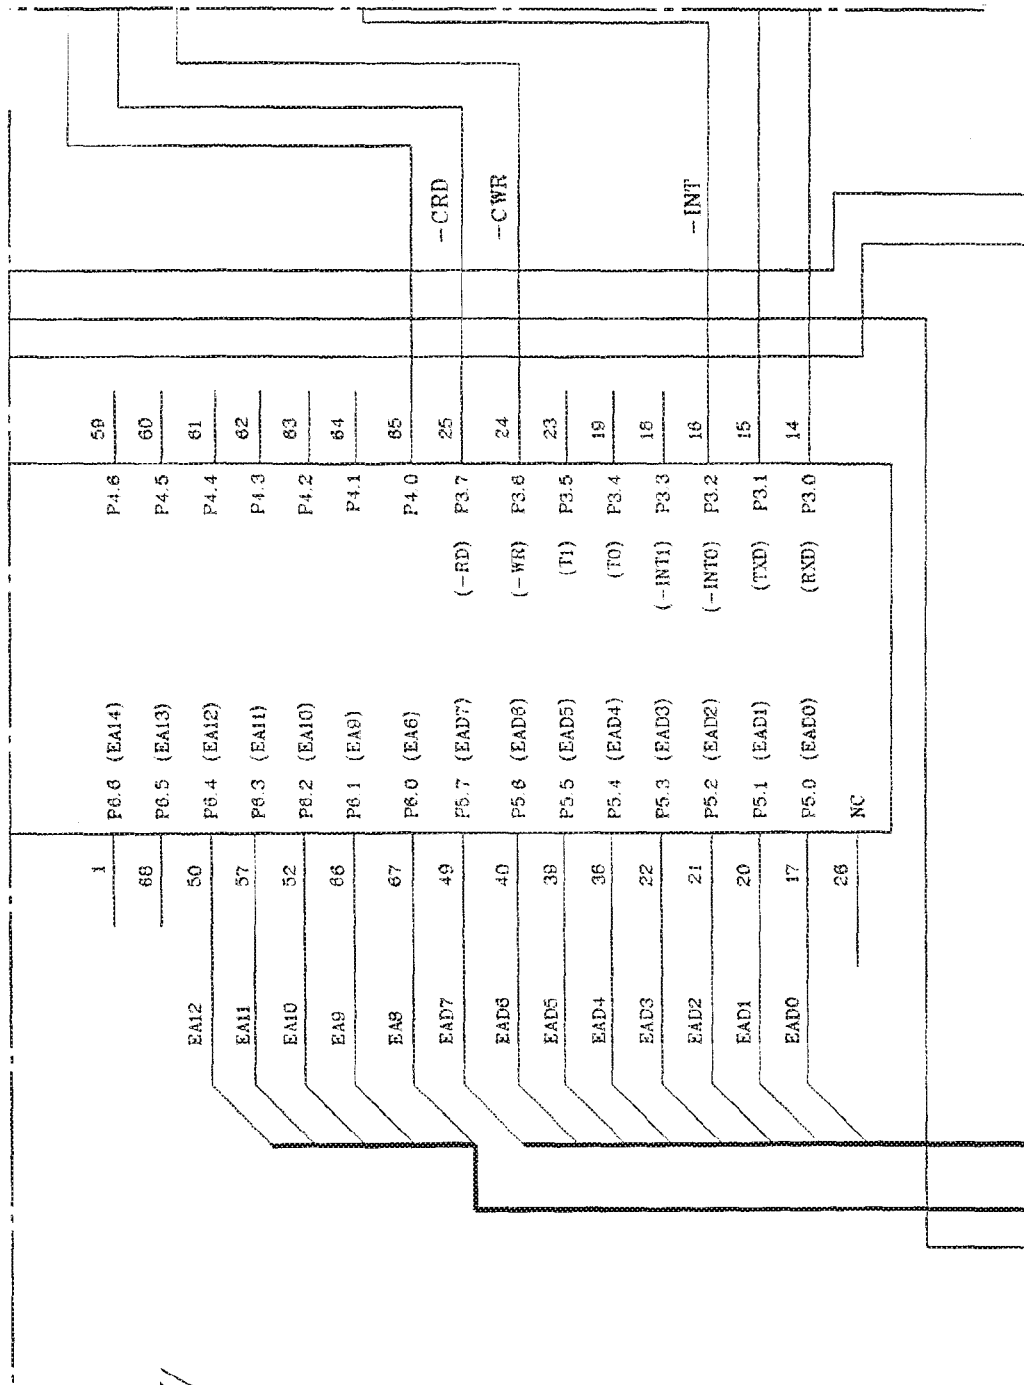 1 P6.6 (EA14) P4.6 59
68 P6.5 (EA13) P4.5 60
EA12 50 P6.4 (EA12) P4.4 61
EA11 57 P6.3 (EA11) P4.3 62
EA10 52 P6.2 (EA10) P4.2 63
EA9 66 P6.1 (EA9) P4.1 64
EA8 67 P6.0 (EA8) P4.0 65
EAD7 49 P5.7 (EAD7) (-RD) P3.7 25 -CRD
EAD6 40 P5.6 (EAD6) (-WR) P3.6 24 -CWR
EAD5 39 P5.5 (EAD5) (T1) P3.5 23
EAD4 38 P5.4 (EAD4) (T0) P3.4 19
EAD3 22 P5.3 (EAD3) (-INT1) P3.3 18
EAD2 21 P5.2 (EAD2) (-INT0) P3.2 16 -INT
EAD1 20 P5.1 (EAD1) (TXD) P3.1 15
EAD0 17 P5.0 (EAD0) (RXD) P3.0 14
26 NC